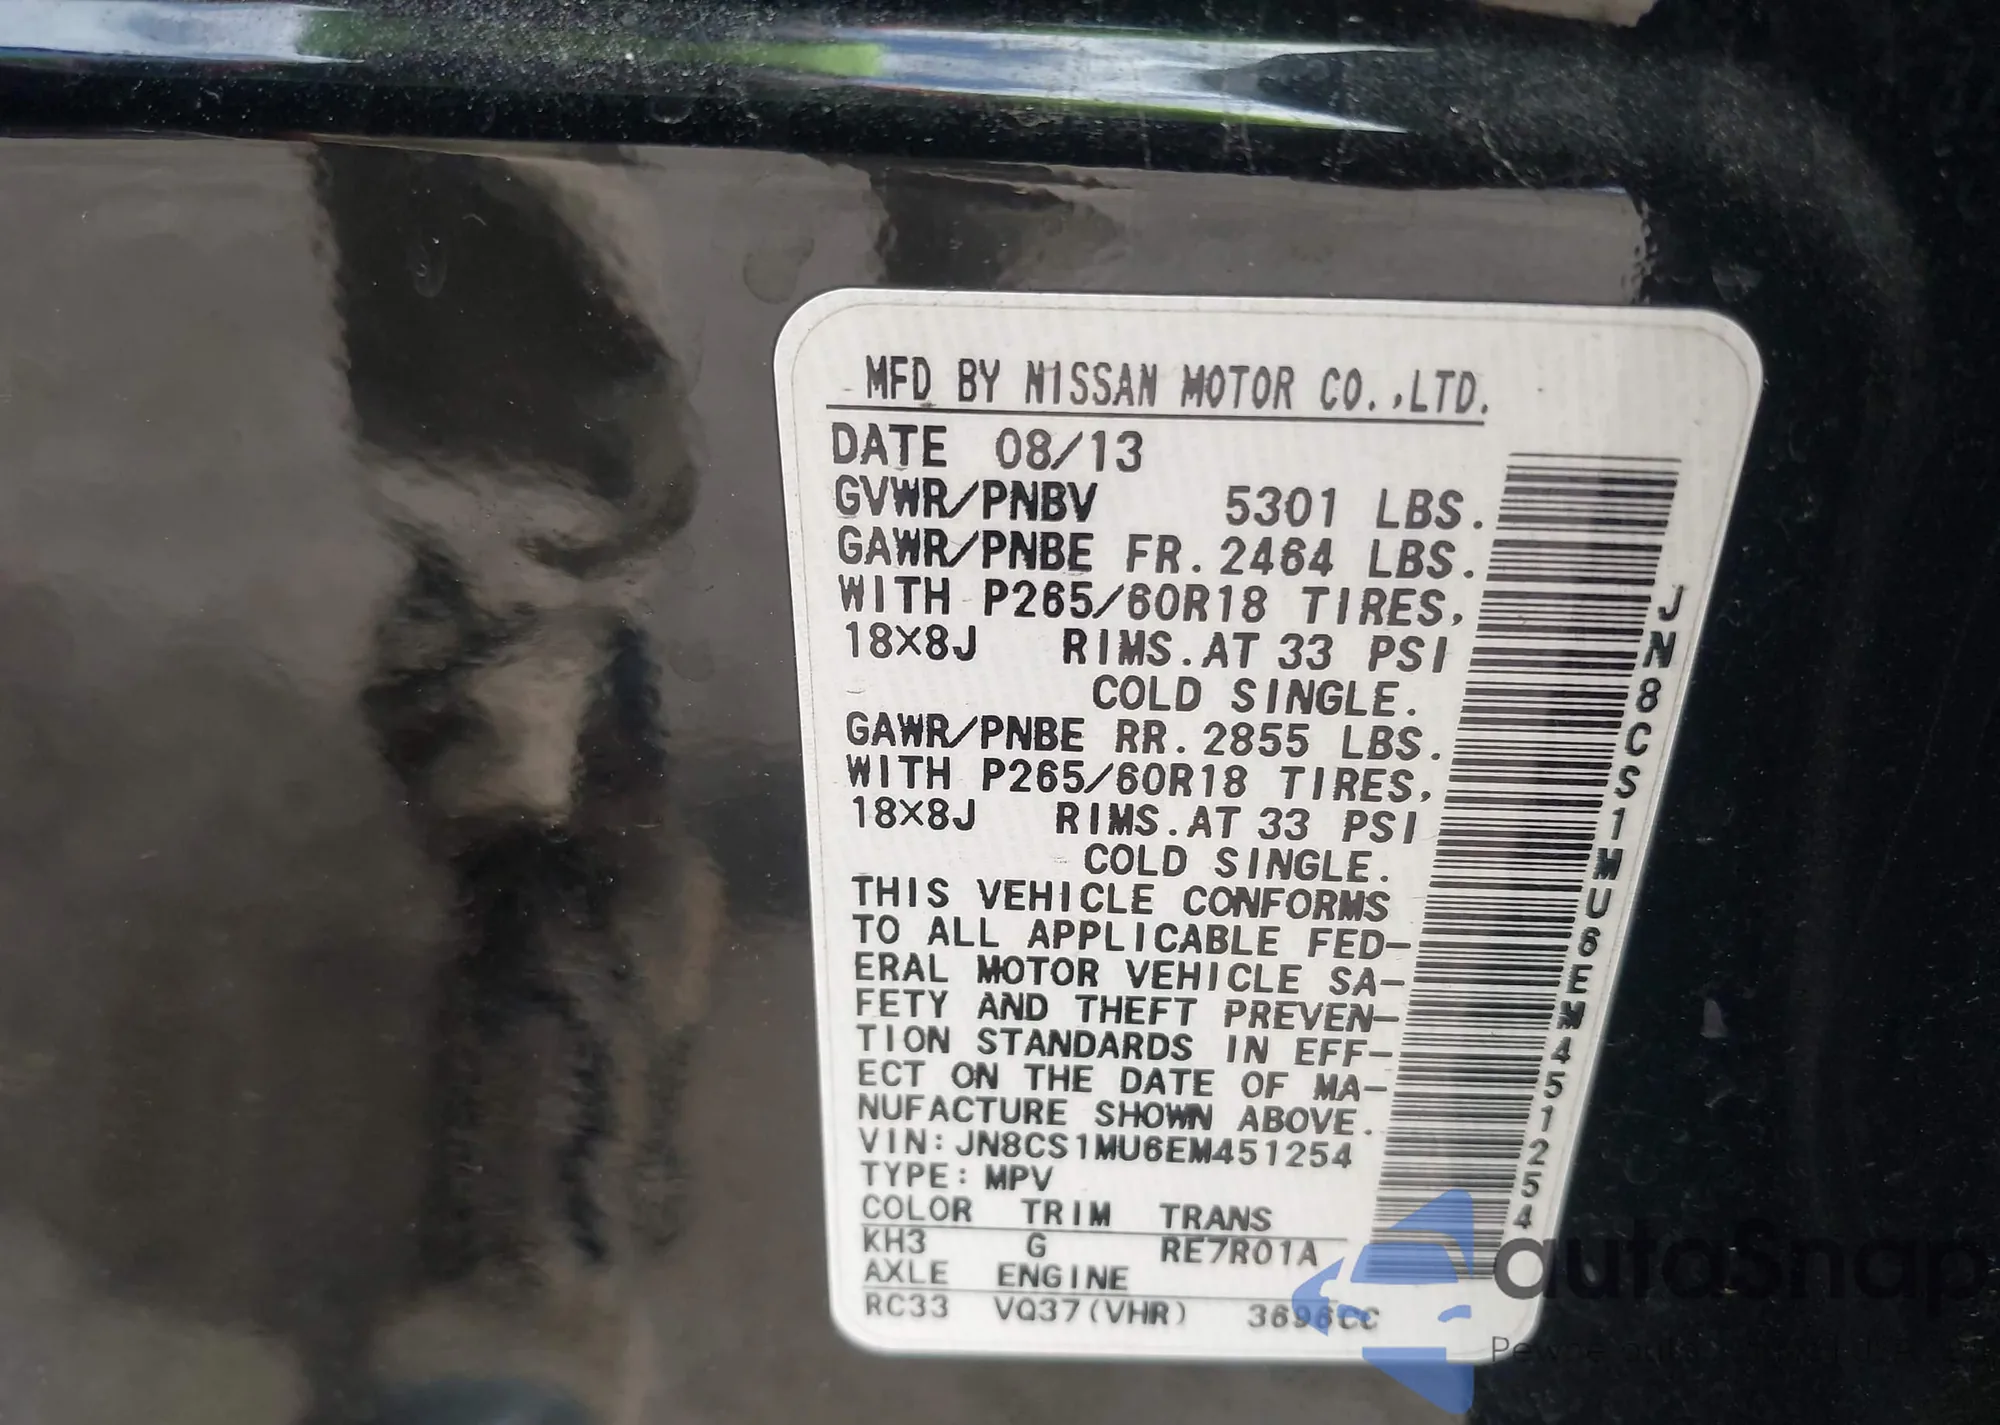 MFD BY NISSAN MOTOR CO.,LTD.
DATE 08/13
GVWR/PNBV 5301 LBS.
GAWR/PNBE FR. 2464 LBS.
WITH P265/60R18 TIRES,
18X8J RIMS.AT 33 PSI
COLD SINGLE.
GAWR/PNBE RR. 2855 LBS.
WITH P265/60R18 TIRES,
18X8J RIMS.AT 33 PSI
COLD SINGLE.
THIS VEHICLE CONFORMS
TO ALL APPLICABLE FED-
ERAL MOTOR VEHICLE SA-
FETY AND THEFT PREVEN-
TION STANDARDS IN EFF-
ECT ON THE DATE OF MA-
NUFACTURE SHOWN ABOVE.
VIN:JN8CS1MU6EM451254
TYPE:MPV
COLOR TRIM TRANS
KH3 G RE7R01A
AXLE ENGINE
RC33 VQ37(VHR) 3696CC
JN8CS1MU6EM451254
autoSnap